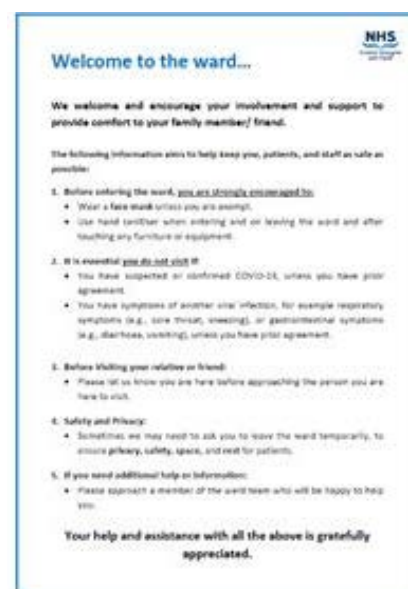 NHS
Welcome to the ward...
We welcome and encourage your involvement and support to
provide comfort to your family member/ friend.
The following information aims to help keep you, patients, and staff as safe as
possible:
1. Before entering the ward, you are strongly encouraged to:
• Wear a face mask unless you are exempt.
• Use hand sanitiser when entering and on leaving the ward and after
touching any furniture or equipment.
2. It is essential you do not visit if:
• You have suspected or confirmed COVID-19, unless you have prior
agreement.
• You have symptoms of another viral infection, for example respiratory
symptoms (e.g., sore throat, sneezing), or gastrointestinal symptoms
(e.g., diarrhoea, vomiting), unless you have prior agreement.
3. Before Visiting your relative or friend:
• Please let us know you are here before approaching the person you are
here to visit.
4. Safety and Privacy:
• Sometimes we may need to ask you to leave the ward temporarily, to
ensure privacy, safety, space, and rest for patients.
5. If you need additional help or information:
• Please approach a member of the ward team who will be happy to help
you.
Your help and assistance with all the above is gratefully
appreciated.